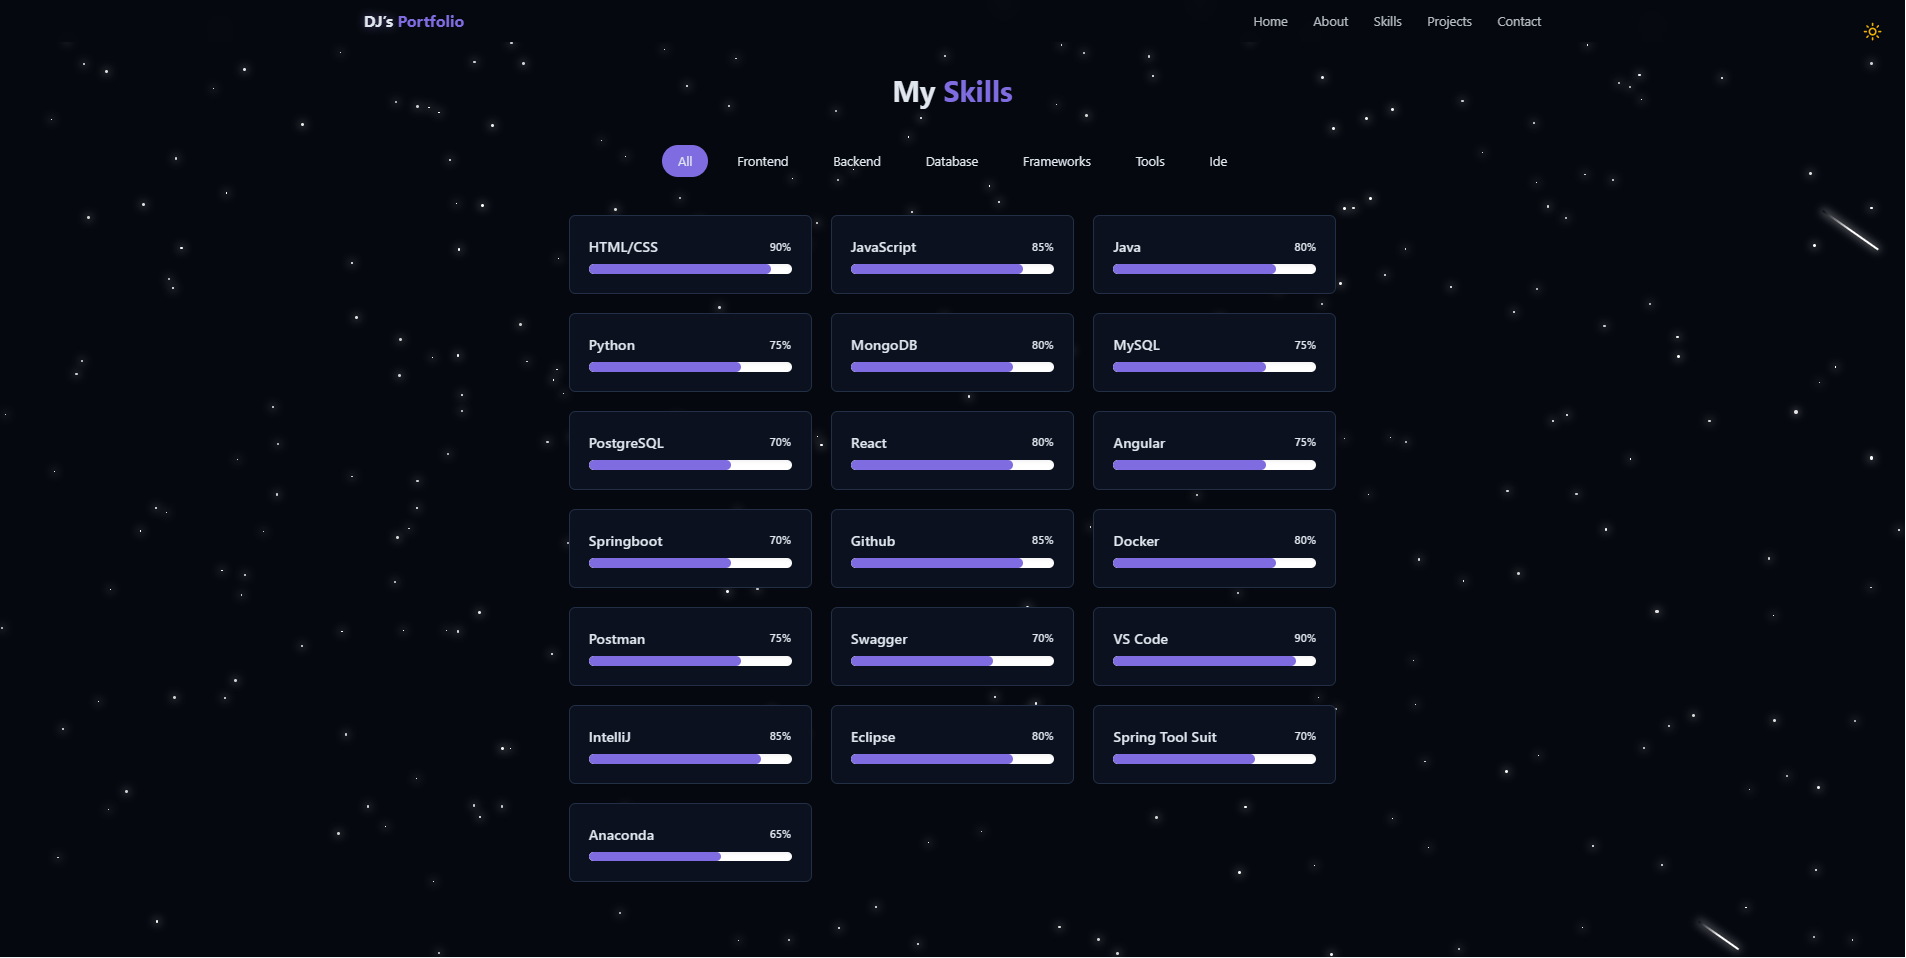 DJ's Portfolio Home About Skills Projects Contact
My Skills
All Frontend Backend Database Frameworks Tools Ide
HTML/CSS 90% JavaScript 85% Java 80%
Python 75% MongoDB 80% MySQL 75%
PostgreSQL 70% React 80% Angular 75%
Springboot 70% Github 85% Docker 80%
Postman 75% Swagger 70% VS Code 90%
IntelliJ 85% Eclipse 80% Spring Tool Suit 70%
Anaconda 65%